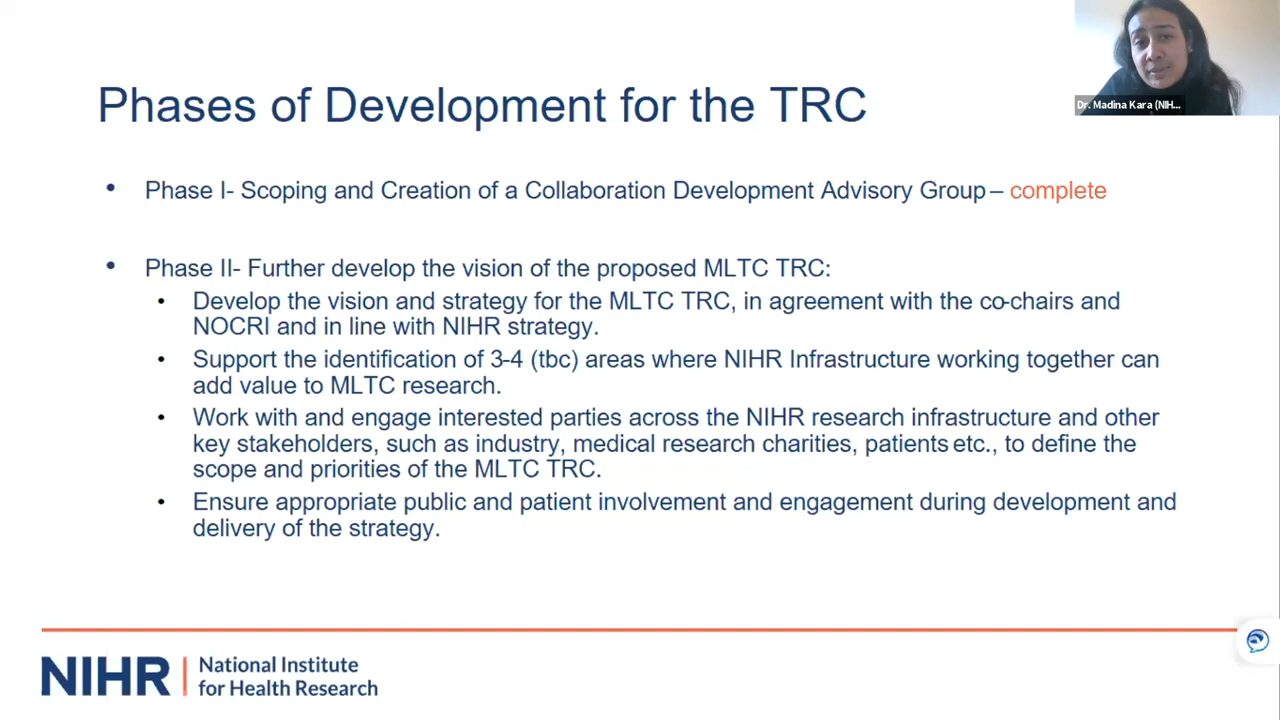 Phases of Development for the TRC
Dr. Madina Kara (NIH...
• Phase I- Scoping and Creation of a Collaboration Development Advisory Group – complete
• Phase II- Further develop the vision of the proposed MLTC TRC:
• Develop the vision and strategy for the MLTC TRC, in agreement with the co-chairs and
NOCRI and in line with NIHR strategy.
• Support the identification of 3-4 (tbc) areas where NIHR Infrastructure working together can
add value to MLTC research.
• Work with and engage interested parties across the NIHR research infrastructure and other
key stakeholders, such as industry, medical research charities, patients etc., to define the
scope and priorities of the MLTC TRC.
• Ensure appropriate public and patient involvement and engagement during development and
delivery of the strategy.
NIHR | National Institute
for Health Research